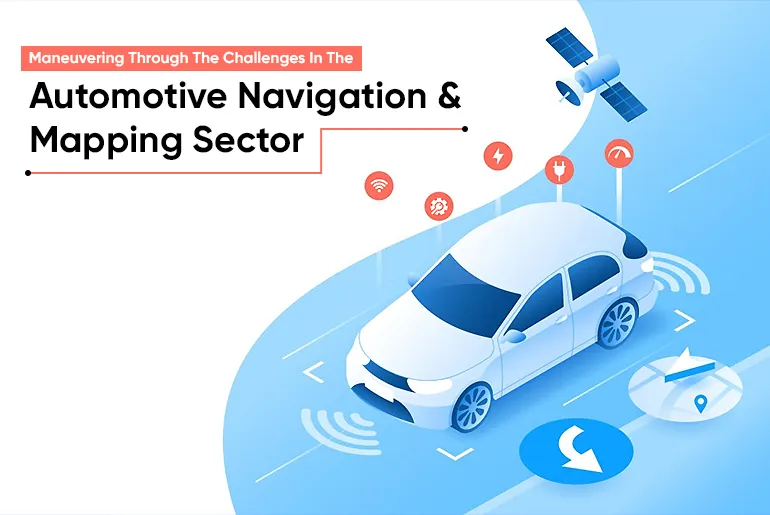 Maneuvering Through The Challenges In The
Automotive Navigation &
Mapping Sector